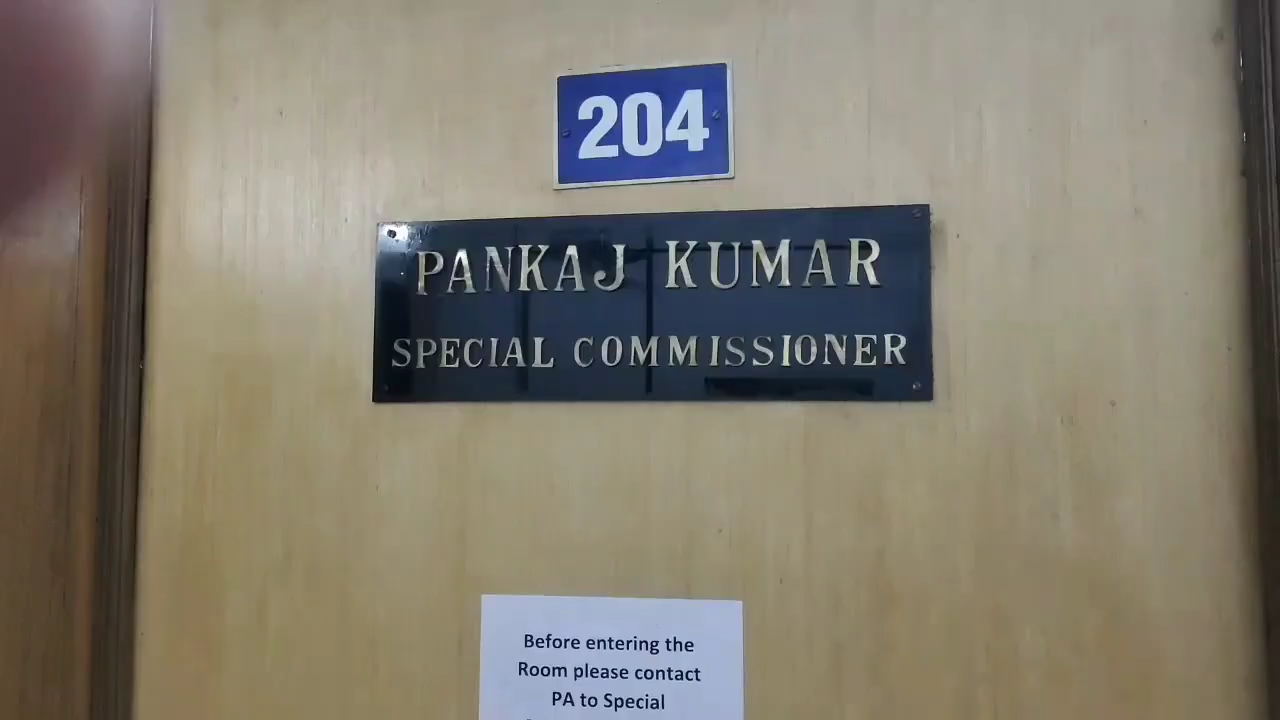 204
PANKAJ KUMAR
SPECIAL COMMISSIONER
Before entering the
Room please contact
PA to Special